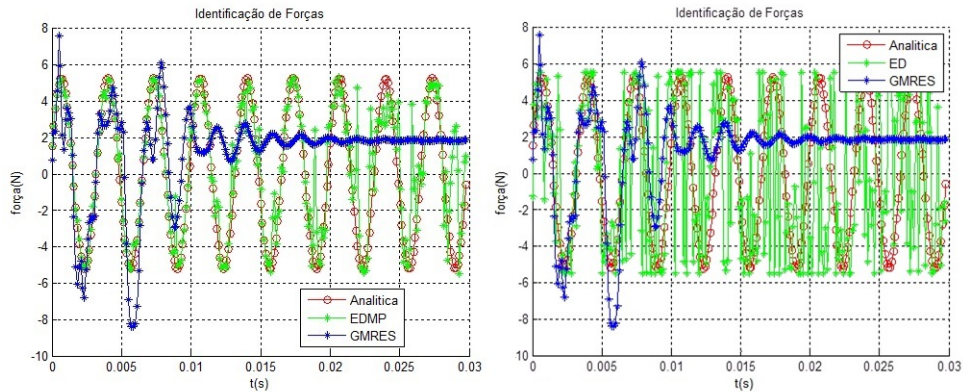 Identificação de Forças
8
6
4
2
0
-2
-4
-6
-8
-10
força(N)
Analitica
EDMP
GMRES
0
0.005
0.01
0.015
0.02
0.025
0.03
t(s)
Identificação de Forças
8
6
4
2
0
-2
-4
-6
-8
-10
força(N)
Analitica
ED
GMRES
0
0.005
0.01
0.015
0.02
0.025
0.03
t(s)